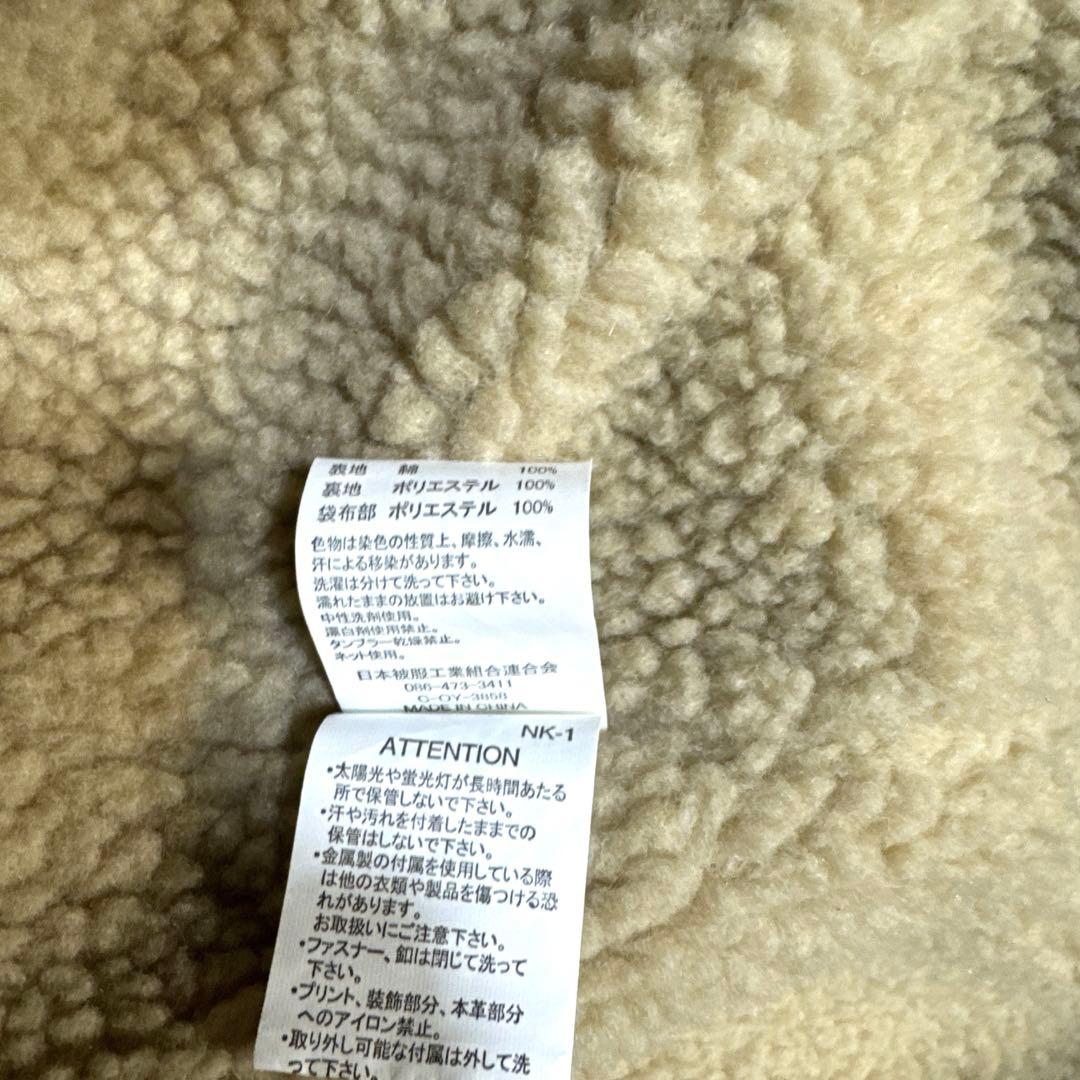 表地 綿 100%
裏地 ポリエステル 100%
袋布部 ポリエステル 100%
色物は染色の性質上、摩擦、水濡、
汗による移染があります。
洗濯は分けて洗って下さい。
濡れたままの放置はお避け下さい。
中性洗剤使用。
漂白剤使用禁止。
タンブラー乾燥禁止。
ネット使用。
日本被服工業組合連合会
086-473-3411
C-OY-3858
MADE IN CHINA
NK-1
ATTENTION
・太陽光や蛍光灯が長時間あたる
所で保管しないで下さい。
・汗や汚れを付着したままでの
保管はしないで下さい。
・金属製の付属を使用している際
は他の衣類や製品を傷つける恐
れがあります。
お取扱いにご注意下さい。
・ファスナー、釦は閉じて洗って
下さい。
・プリント、装飾部分、本革部分
へのアイロン禁止。
・取り外し可能な付属は外して洗
って下さい。